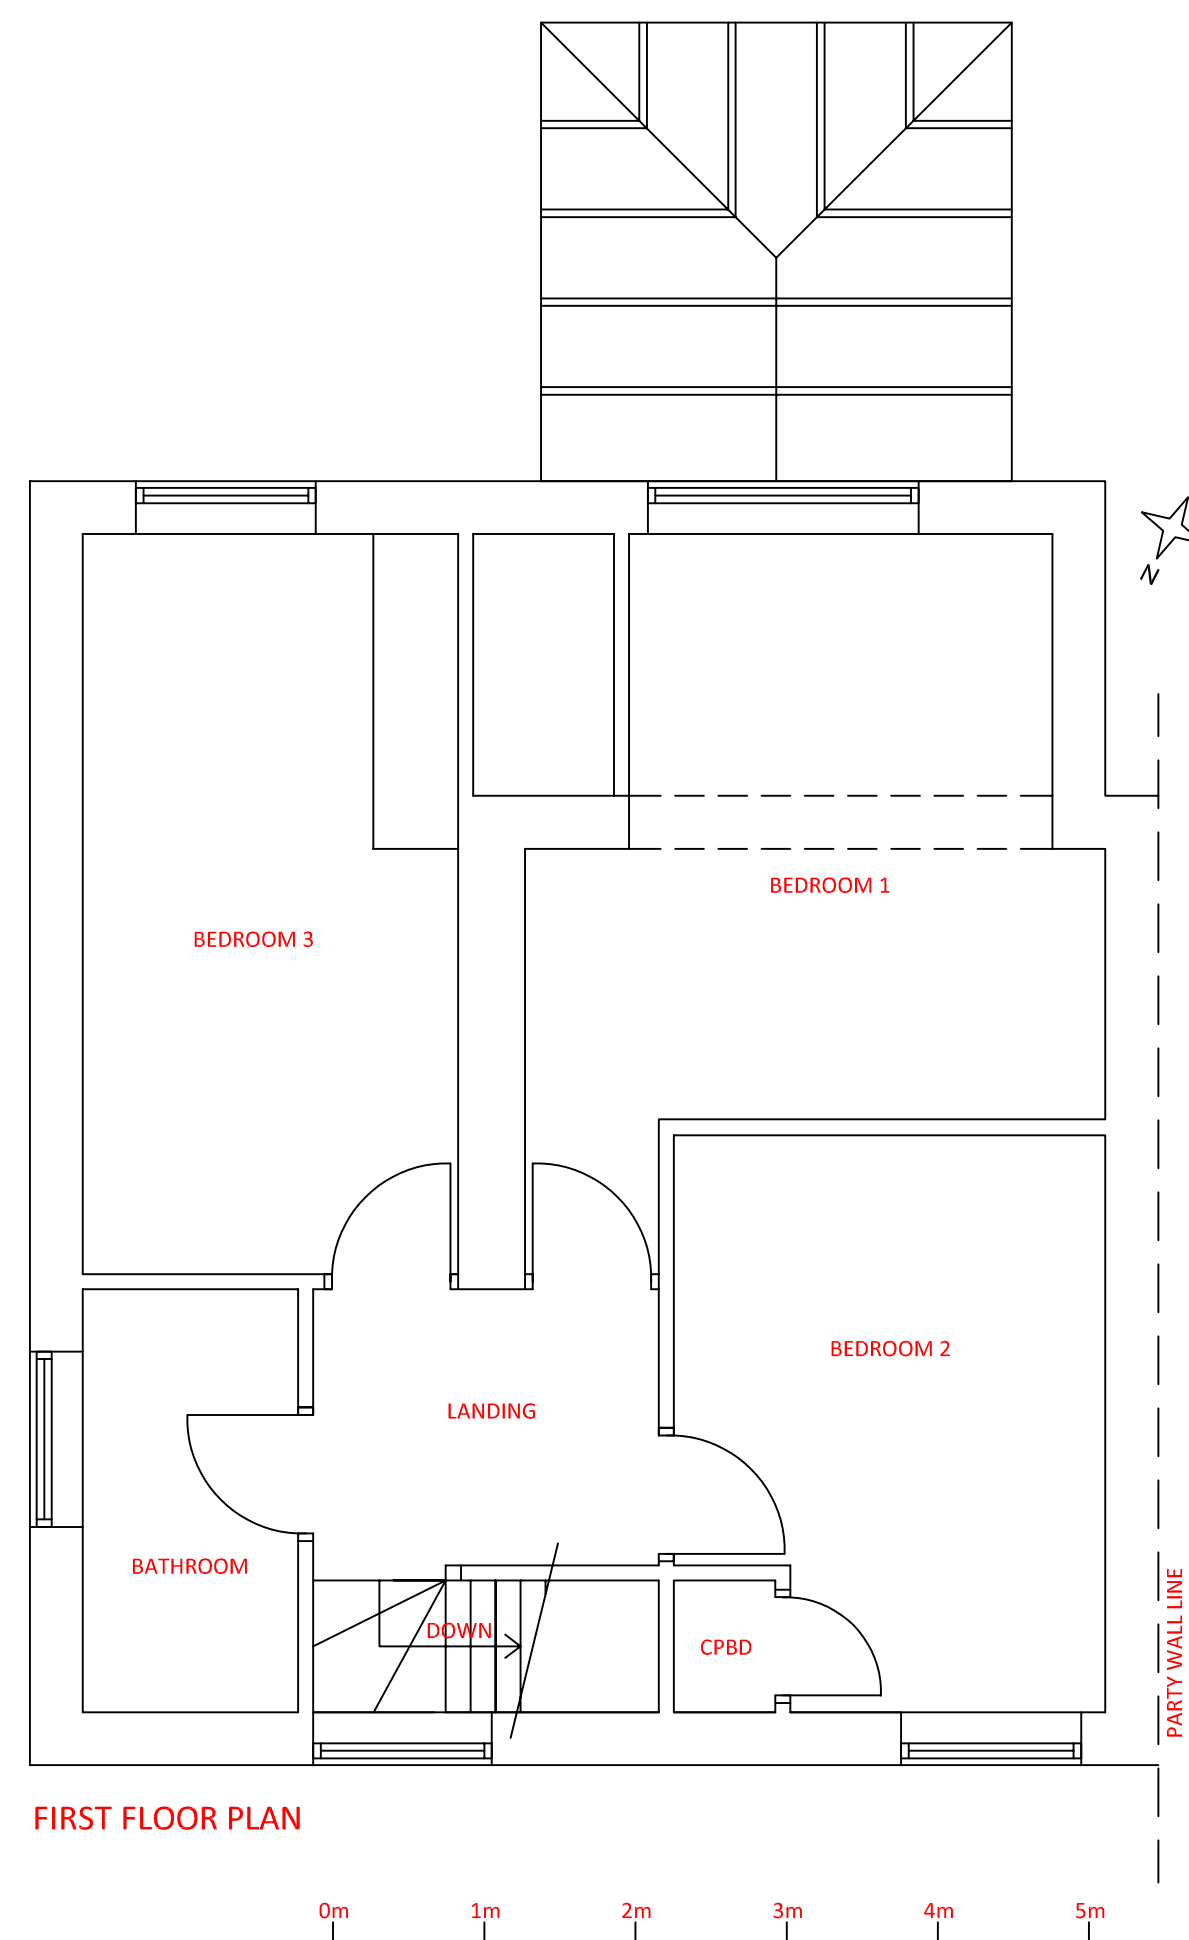 N
BEDROOM 1
BEDROOM 3
BEDROOM 2
LANDING
BATHROOM
DOWN
CPBD
PARTY WALL LINE
FIRST FLOOR PLAN
0m 1m 2m 3m 4m 5m